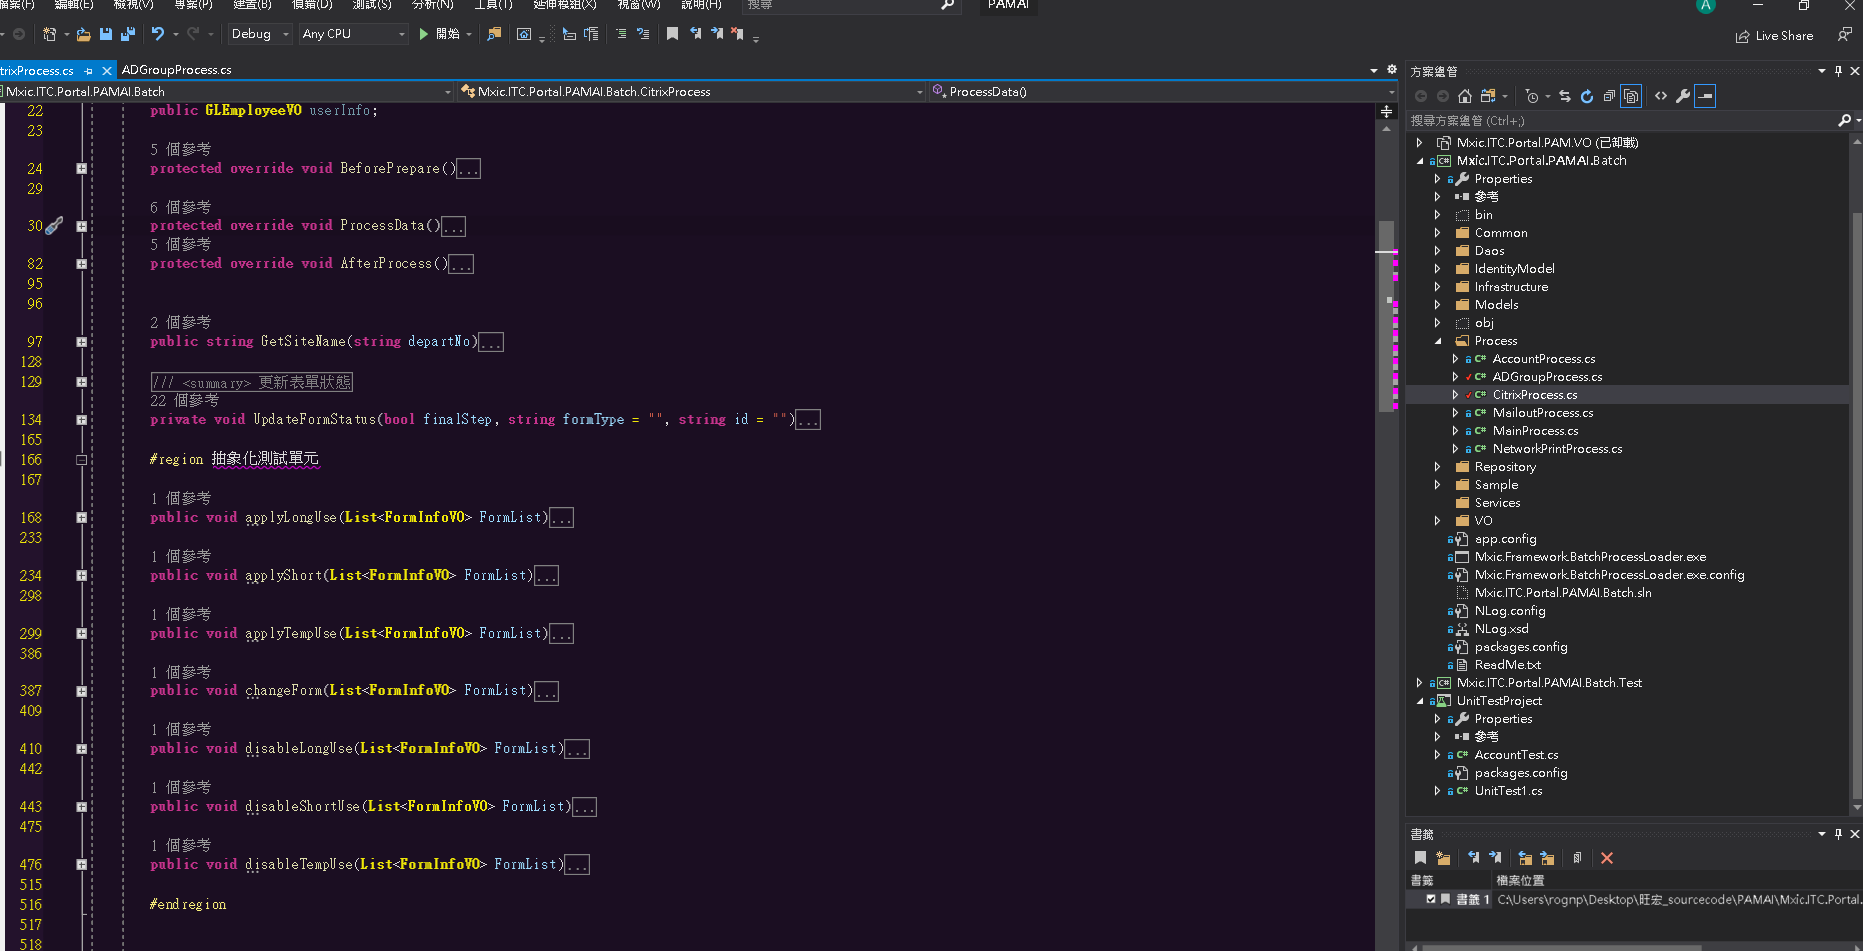 檔案(F) 編輯(E) 檢視(V) 專案(P) 建置(B) 偵錯(D) 測試(S) 分析(N) 工具(T) 延伸模組(X) 視窗(W) 說明(H) 搜尋 PAMAI A
Debug Any CPU 開始 Live Share
trixProcess.cs ADGroupProcess.cs
Mxic.ITC.Portal.PAMAI.Batch Mxic.ITC.Portal.PAMAI.Batch.CitrixProcess ProcessData()
22 public GLEmployeeVO userInfo;
23
5 個參考
24 protected override void BeforePrepare()...
29
6 個參考
30 protected override void ProcessData()...
5 個參考
82 protected override void AfterProcess()...
95
96
2 個參考
97 public string GetSiteName(string departNo)...
128
129 /// <summary> 更新表單狀態
22 個參考
134 private void UpdateFormStatus(bool finalStep, string formType = "", string id = "")...
165
166 #region 抽象化測試單元
167
1 個參考
168 public void applyLongUse(List<FormInfoVO> FormList)...
233
1 個參考
234 public void applyShort(List<FormInfoVO> FormList)...
298
1 個參考
299 public void applyTempUse(List<FormInfoVO> FormList)...
386
1 個參考
387 public void changeForm(List<FormInfoVO> FormList)...
409
1 個參考
410 public void disableLongUse(List<FormInfoVO> FormList)...
442
1 個參考
443 public void disableShortUse(List<FormInfoVO> FormList)...
475
1 個參考
476 public void disableTempUse(List<FormInfoVO> FormList)...
515
516 #endregion
517
518
方案總管
搜尋方案總管 (Ctrl+;)
Mxic.ITC.Portal.PAM.VO (已卸載)
Mxic.ITC.Portal.PAMAI.Batch
Properties
參考
bin
Common
Daos
IdentityModel
Infrastructure
Models
obj
Process
C# AccountProcess.cs
C# ADGroupProcess.cs
C# CitrixProcess.cs
C# MailoutProcess.cs
C# MainProcess.cs
C# NetworkPrintProcess.cs
Repository
Sample
Services
VO
app.config
Mxic.Framework.BatchProcessLoader.exe
Mxic.Framework.BatchProcessLoader.exe.config
Mxic.ITC.Portal.PAMAI.Batch.sln
NLog.config
NLog.xsd
packages.config
ReadMe.txt
Mxic.ITC.Portal.PAMAI.Batch.Test
UnitTestProject
Properties
參考
C# AccountTest.cs
packages.config
C# UnitTest1.cs
書籤
書籤 檔案位置
書籤 1 C:\Users\rognp\Desktop\旺宏_sourcecode\PAMAI\Mxic.ITC.Portal.